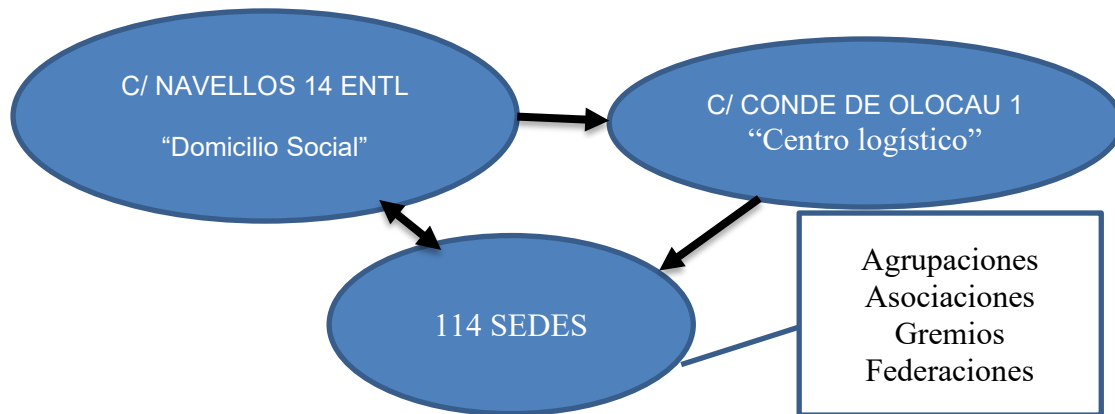 C/ NAVELLOS 14 ENTL
“Domicilio Social”
C/ CONDE DE OLOCAU 1
“Centro logístico”
114 SEDES
Agrupaciones
Asociaciones
Gremios
Federaciones